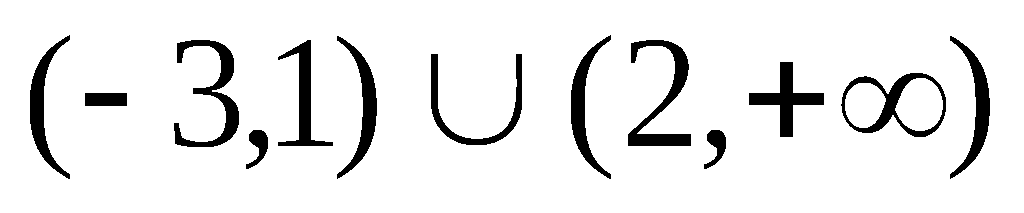 (- 3,1) ∪ (2, +∞)